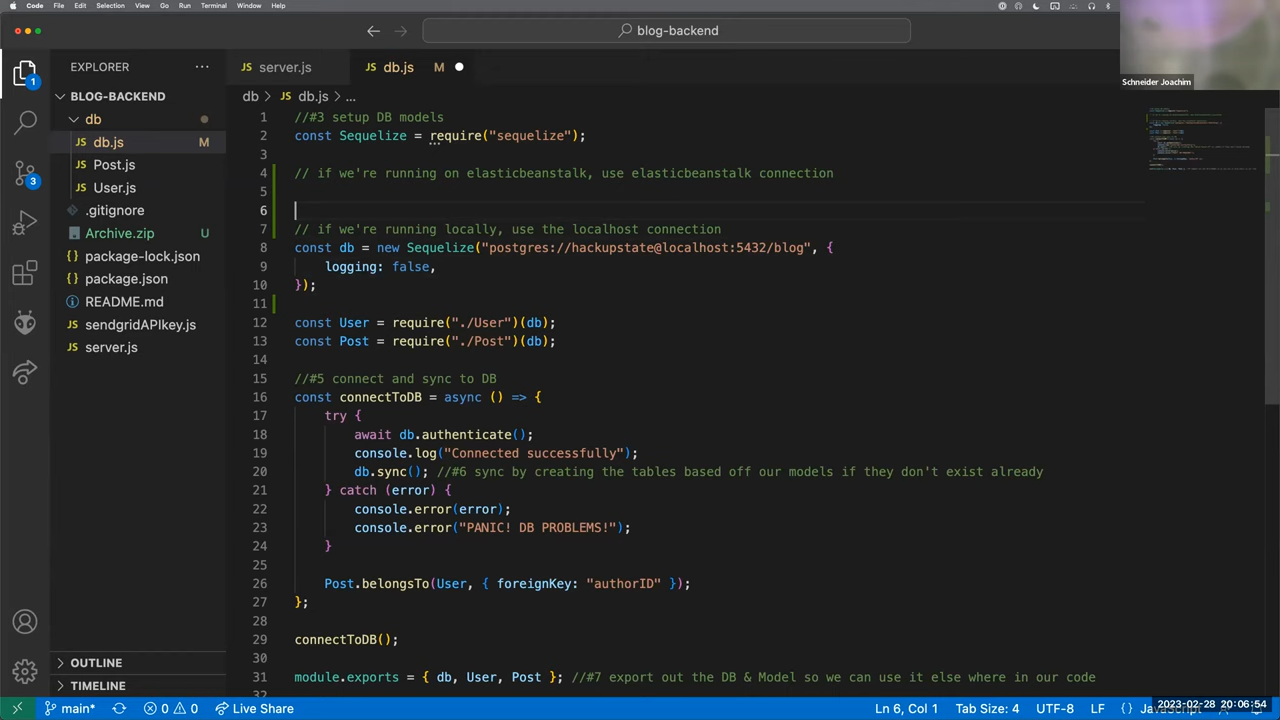 Code File Edit Selection View Go Run Terminal Window Help
blog-backend
Schneider Joachim
EXPLORER
BLOG-BACKEND
db
db.js M
Post.js
User.js
.gitignore
Archive.zip U
package-lock.json
package.json
README.md
sendgridAPIkey.js
server.js
OUTLINE
TIMELINE
1
3
server.js
db.js M
db > db.js > ...
1 //#3 setup DB models
2 const Sequelize = require("sequelize");
3
4 // if we're running on elasticbeanstalk, use elasticbeanstalk connection
5
6
7 // if we're running locally, use the localhost connection
8 const db = new Sequelize("postgres://hackupstate@localhost:5432/blog", {
9 logging: false,
10 });
11
12 const User = require("./User")(db);
13 const Post = require("./Post")(db);
14
15 //#5 connect and sync to DB
16 const connectToDB = async () => {
17 try {
18 await db.authenticate();
19 console.log("Connected successfully");
20 db.sync(); //#6 sync by creating the tables based off our models if they don't exist already
21 } catch (error) {
22 console.error(error);
23 console.error("PANIC! DB PROBLEMS!");
24 }
25
26 Post.belongsTo(User, { foreignKey: "authorID" });
27 };
28
29 connectToDB();
30
31 module.exports = { db, User, Post }; //#7 export out the DB & Model so we can use it else where in our code
32
main* 0 0 Live Share
Ln 6, Col 1 Tab Size: 4 UTF-8 LF {}
2023-02-28 20:06:54